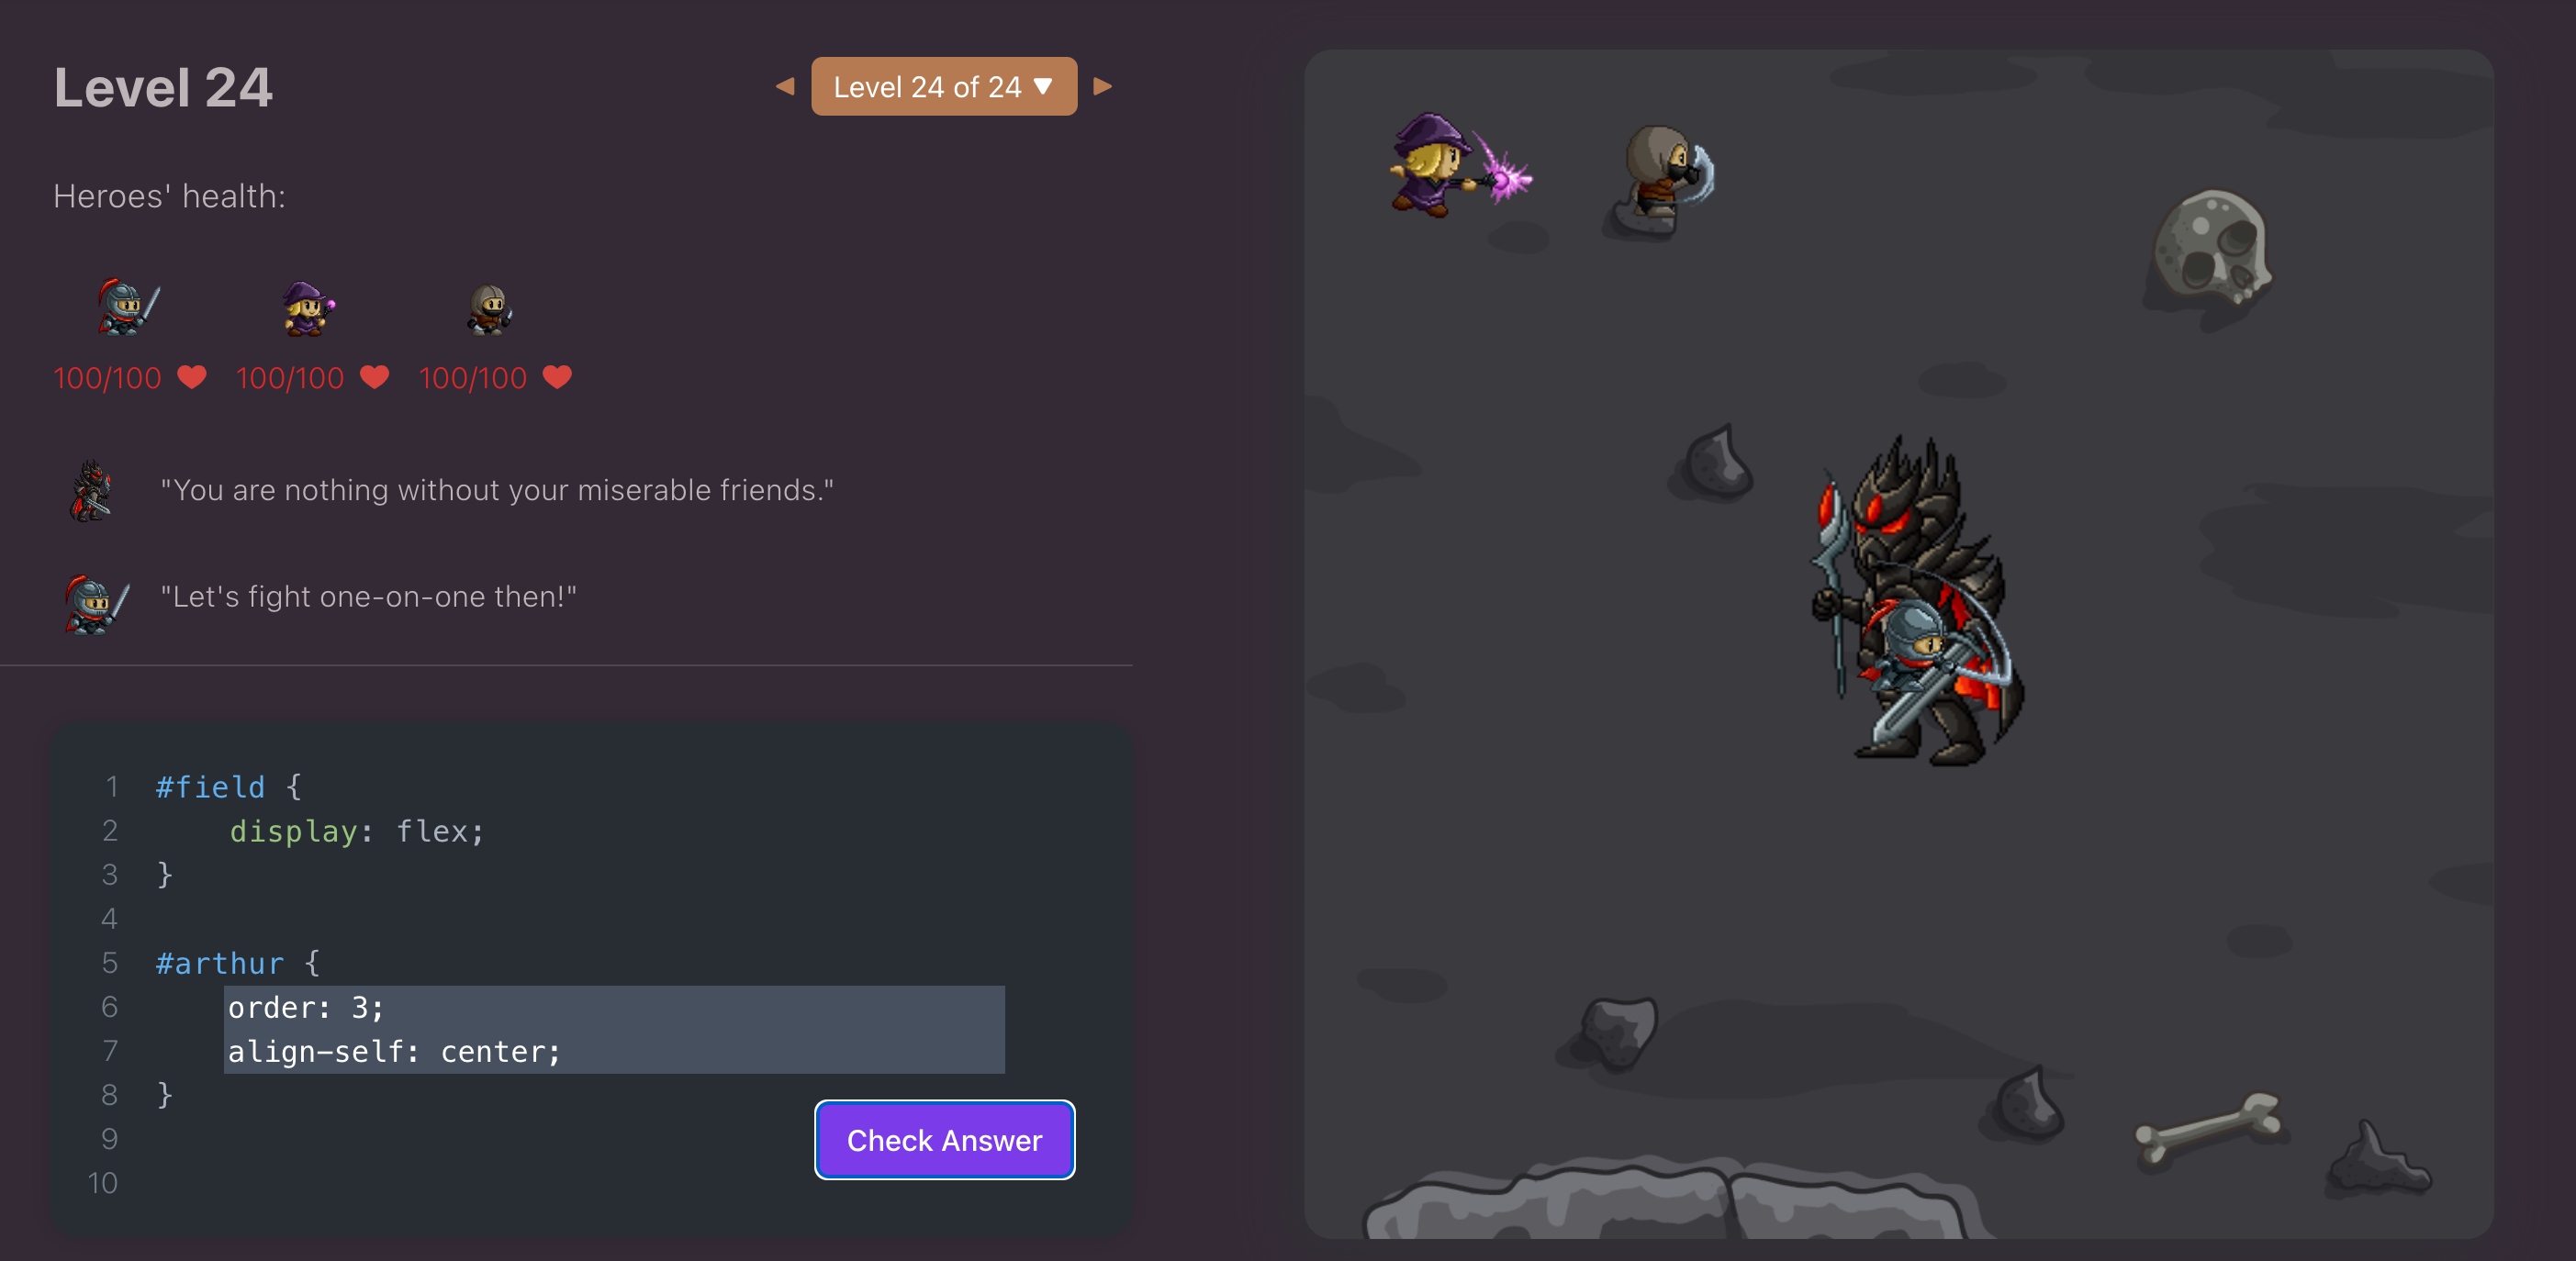 Level 24
◀ Level 24 of 24 ▼ ▶
Heroes' health:
100/100 100/100 100/100
"You are nothing without your miserable friends."
"Let's fight one-on-one then!"
1 #field {
2     display: flex;
3 }
4
5 #arthur {
6     order: 3;
7     align-self: center;
8 }
9
10
Check Answer